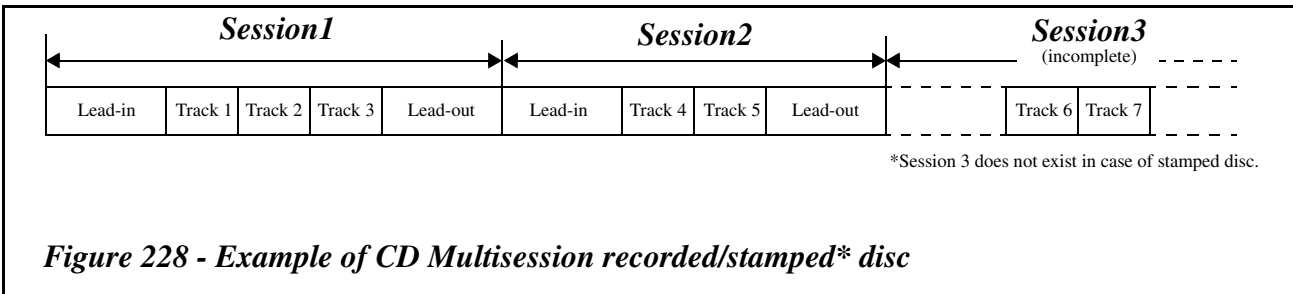 Session1 Session2 Session3
(incomplete)
Lead-in Track 1 Track 2 Track 3 Lead-out Lead-in Track 4 Track 5 Lead-out Track 6 Track 7
*Session 3 does not exist in case of stamped disc.
Figure 228 - Example of CD Multisession recorded/stamped* disc